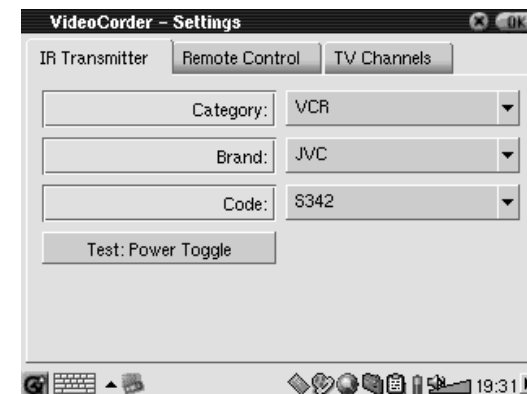 VideoCorder – Settings
IR Transmitter Remote Control TV Channels
Category: VCR
Brand: JVC
Code: S342
Test: Power Toggle
19:31